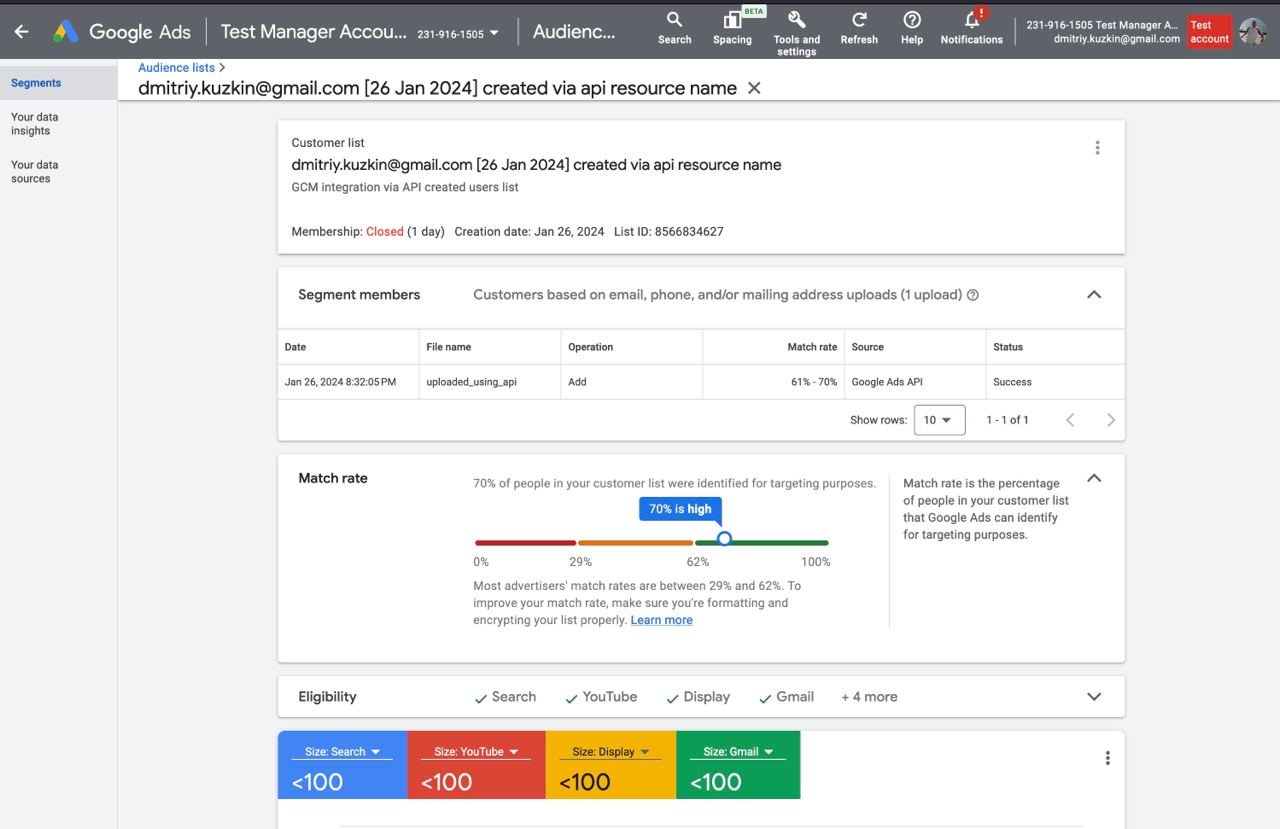 Google Ads
Test Manager Accou... 231-916-1505
Audienc...
Search
BETA
Spacing
Tools and
settings
Refresh
Help
!
Notifications
231-916-1505 Test Manager A...
dmitriy.kuzkin@gmail.com
Test
account
Segments
Your data
insights
Your data
sources
Audience lists
dmitriy.kuzkin@gmail.com [26 Jan 2024] created via api resource name
Customer list
dmitriy.kuzkin@gmail.com [26 Jan 2024] created via api resource name
GCM integration via API created users list
Membership: Closed (1 day) Creation date: Jan 26, 2024 List ID: 8566834627
Segment members
Customers based on email, phone, and/or mailing address uploads (1 upload)
Date File name Operation Match rate Source Status
Jan 26, 2024 8:32:05 PM uploaded_using_api Add 61% - 70% Google Ads API Success
Show rows: 10 1 - 1 of 1
Match rate
70% of people in your customer list were identified for targeting purposes.
70% is high
0% 29% 62% 100%
Most advertisers' match rates are between 29% and 62%. To
improve your match rate, make sure you're formatting and
encrypting your list properly. Learn more
Match rate is the percentage
of people in your customer list
that Google Ads can identify
for targeting purposes.
Eligibility
Search YouTube Display Gmail + 4 more
Size: Search
<100
Size: YouTube
<100
Size: Display
<100
Size: Gmail
<100